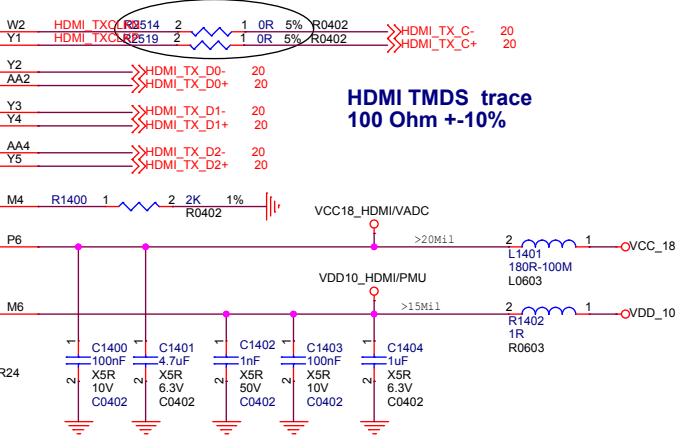 W2 HDMI_TXCLKN R2514 2 1 0R 5% R0402 HDMI_TX_C- 20
Y1 HDMI_TXCLKP R2519 2 1 0R 5% R0402 HDMI_TX_C+ 20
Y2 HDMI_TX_D0- 20
AA2 HDMI_TX_D0+ 20
Y3 HDMI_TX_D1- 20
Y4 HDMI_TX_D1+ 20
HDMI TMDS trace
100 Ohm +-10%
AA4 HDMI_TX_D2- 20
Y5 HDMI_TX_D2+ 20
M4 R1400 1 2 2K 1%
R0402
VCC18_HDMI/VADC
P6 >20Mil 2 1 VCC_18
L1401
180R-100M
L0603
VDD10_HDMI/PMU
M6 >15Mil 2 1 VDD_10
R1402
1R
R0603
1 C1400 1 C1401 1 C1402 1 C1403 1 C1404
100nF 4.7uF 1nF 100nF 1uF
2 X5R 2 X5R 2 X5R 2 X5R 2 X5R
10V 6.3V 50V 10V 6.3V
C0402 C0402 C0402 C0402 C0402
R24